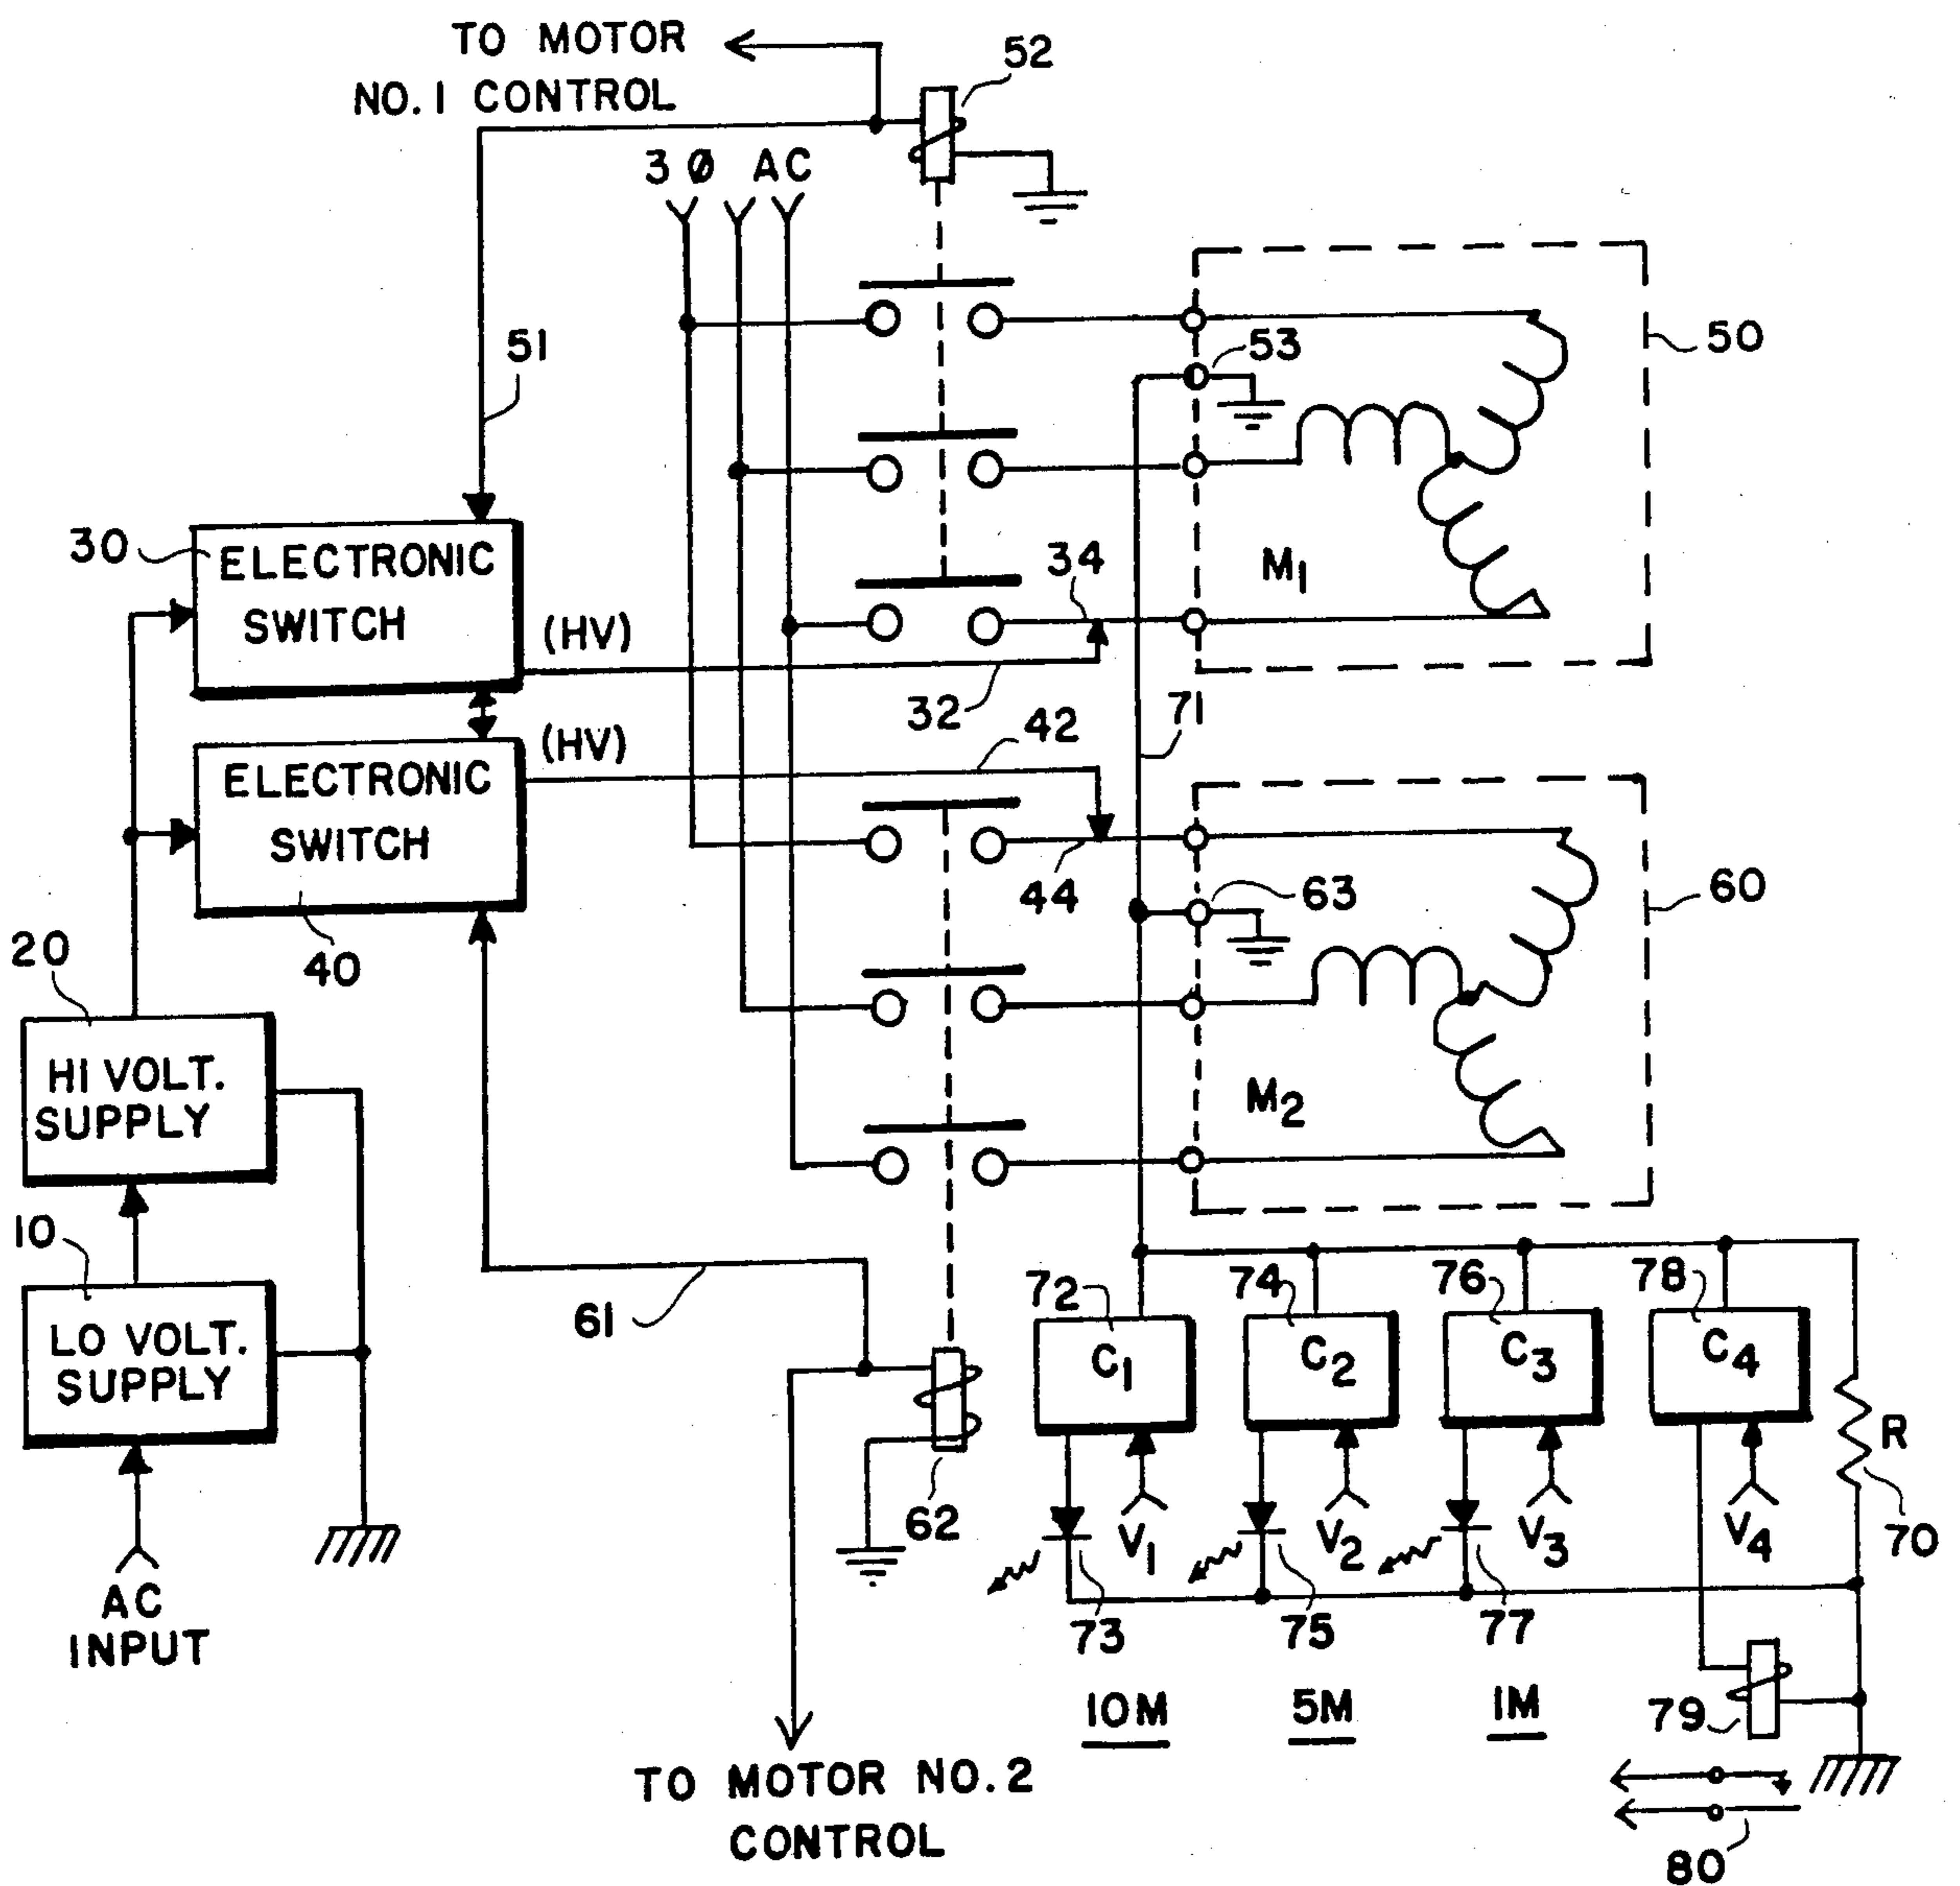 TO MOTOR
NO. 1 CONTROL
52
3 Ø AC
51
53
50
30
ELECTRONIC
SWITCH
(HV)
34
M1
32
71
42
ELECTRONIC
SWITCH
(HV)
40
44
63
60
20
HI VOLT.
SUPPLY
M2
10
LO VOLT.
SUPPLY
61
72
74
76
78
C1
C2
C3
C4
R
70
62
V1
V2
V3
V4
AC
INPUT
73
75
77
79
10M
5M
1M
TO MOTOR NO. 2
CONTROL
80